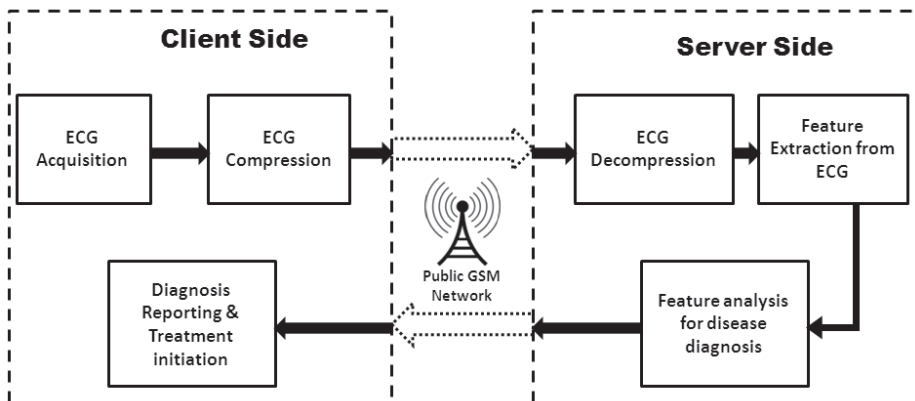 Client Side
Server Side
ECG
Acquisition
ECG
Compression
ECG
Decompression
Feature
Extraction from
ECG
Public GSM
Network
Diagnosis
Reporting &
Treatment
initiation
Feature analysis
for disease
diagnosis